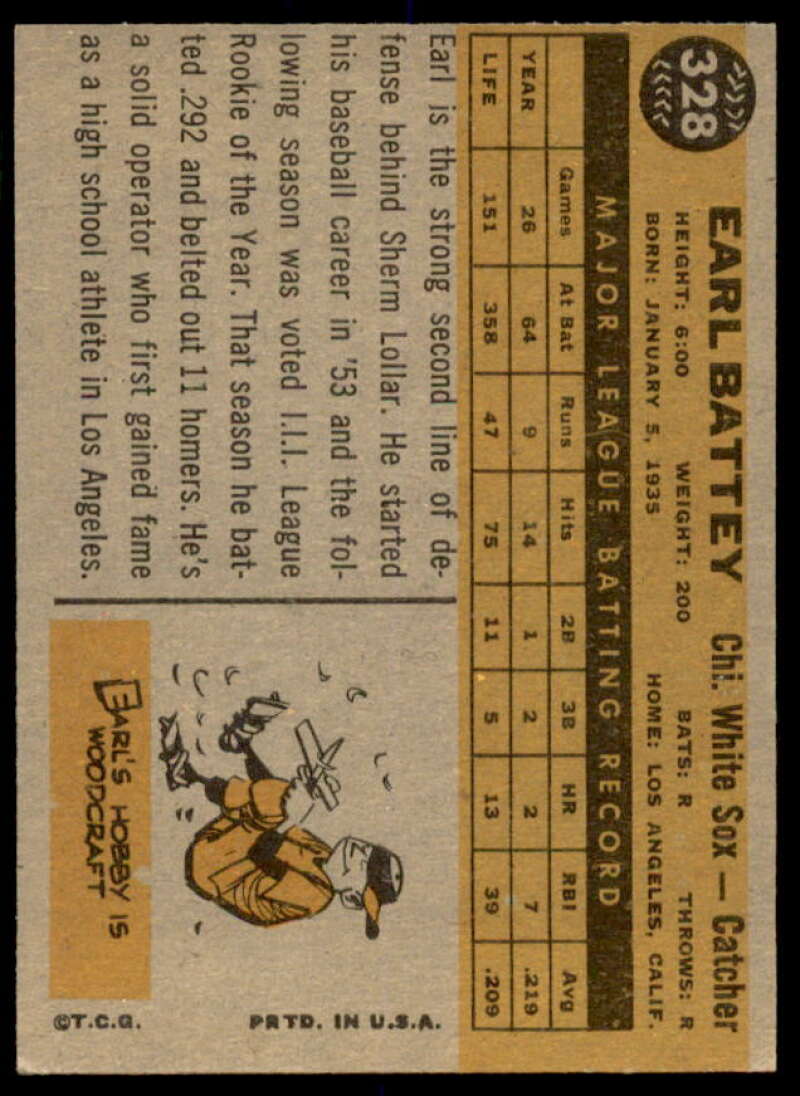 328
EARL BATTEY Chi. White Sox — Catcher
HEIGHT: 6:00 WEIGHT: 200 BATS: R THROWS: R
BORN: JANUARY 5, 1935 HOME: LOS ANGELES, CALIF.
MAJOR LEAGUE BATTING RECORD
Games At Bat Runs Hits 2B 3B HR RBI Avg
YEAR 26 64 9 14 1 2 2 7 .219
LIFE 151 358 47 75 11 5 13 39 .209
Earl is the strong second line of de-
fense behind Sherm Lollar. He started
his baseball career in '53 and the fol-
lowing season was voted I.I.I. League
Rookie of the Year. That season he bat-
ted .292 and belted out 11 homers. He's
a solid operator who first gained fame
as a high school athlete in Los Angeles.
EARL'S HOBBY IS
WOODCRAFT
©T.C.G. PRTD. IN U.S.A.